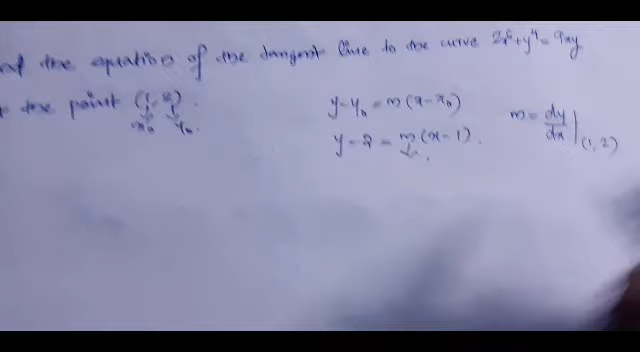 the equation of the tangent line to the curve 2x⁶+y⁴=9xy
the point (1, 2).
x₀ y₀.
y-y₀ = m(x-x₀)
y-2 = m(x-1).
m = dy/dx |(1,2)